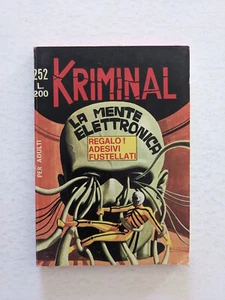 252
L.
200
KRIMINAL
LA MENTE
ELETTRONICA
REGALO!
ADESIVI
FUSTELLATI
PER ADULTI